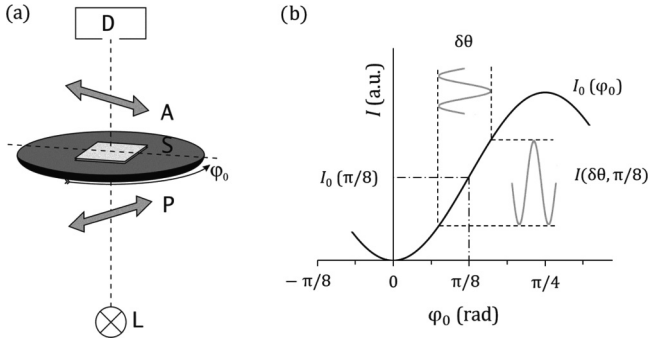 (a)
D
A
S
φ₀
P
L
(b)
δθ
I (a.u.)
I₀ (φ₀)
I₀ (π/8)
I(δθ, π/8)
− π/8
0
π/8
π/4
φ₀ (rad)